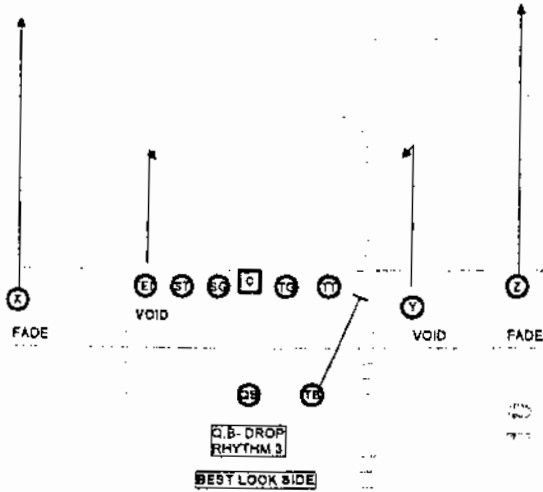 E ST SG C TG TT
X Y Z
VOID
FADE VOID FADE
QB TB
Q.B- DROP
RHYTHM 3
BEST LOOK SIDE